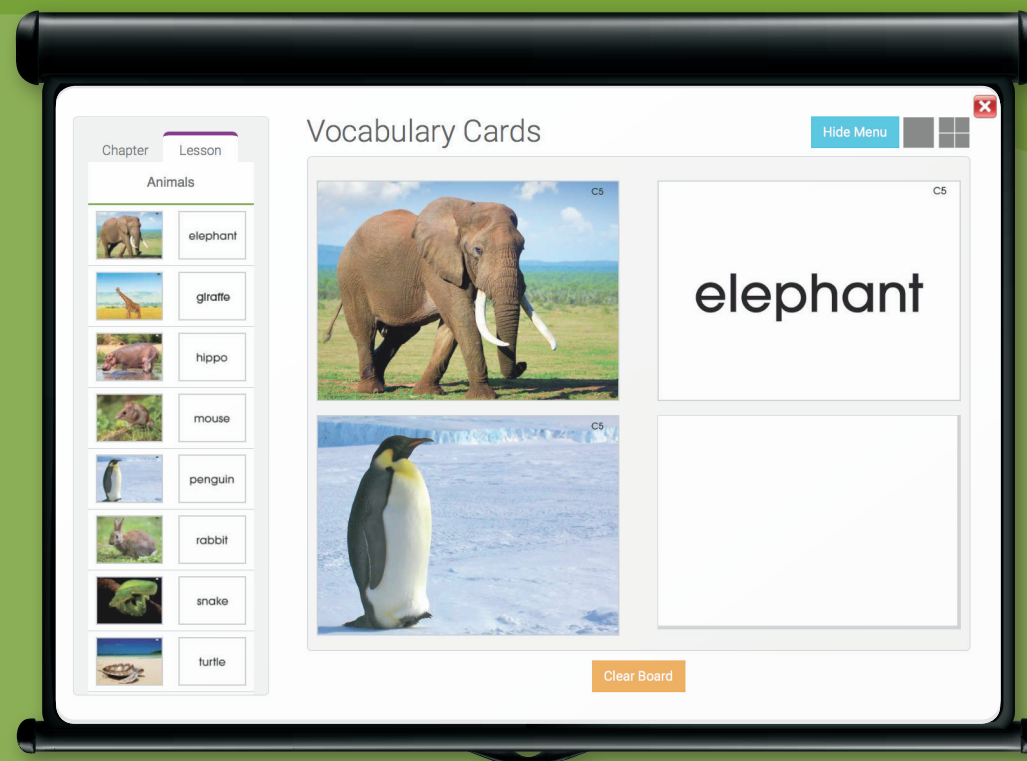 Vocabulary Cards
Hide Menu
Chapter Lesson
Animals
elephant
giraffe
hippo
mouse
penguin
rabbit
snake
turtle
C5
C5
elephant
C5
Clear Board